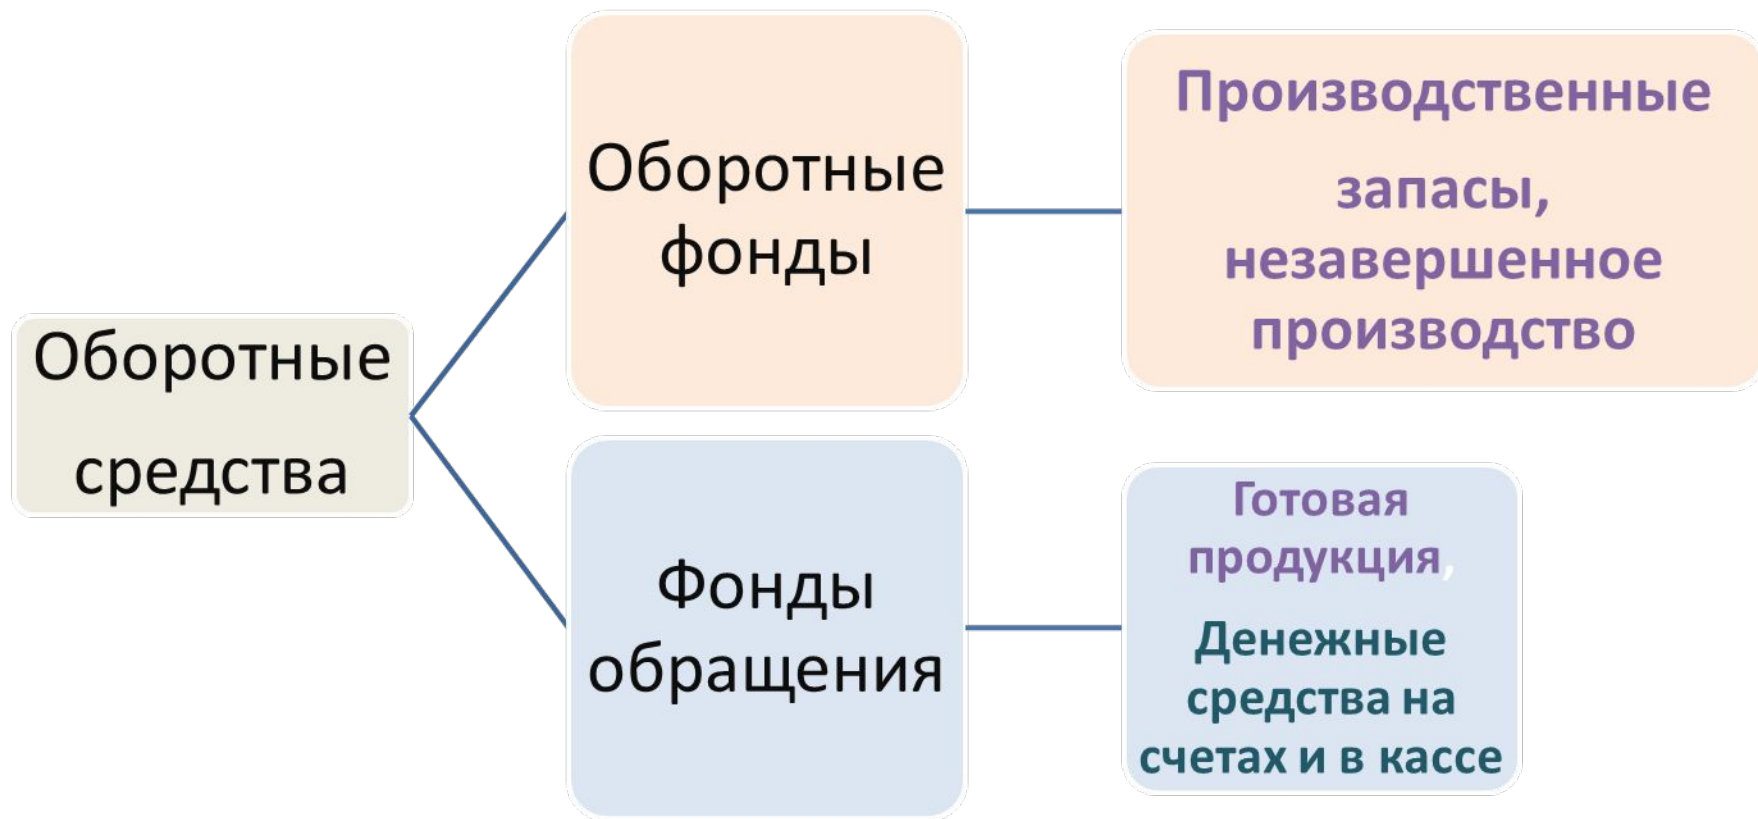 Оборотные
средства
Оборотные
фонды
Производственные
запасы,
незавершенное
производство
Фонды
обращения
Готовая
продукция,
Денежные
средства на
счетах и в кассе